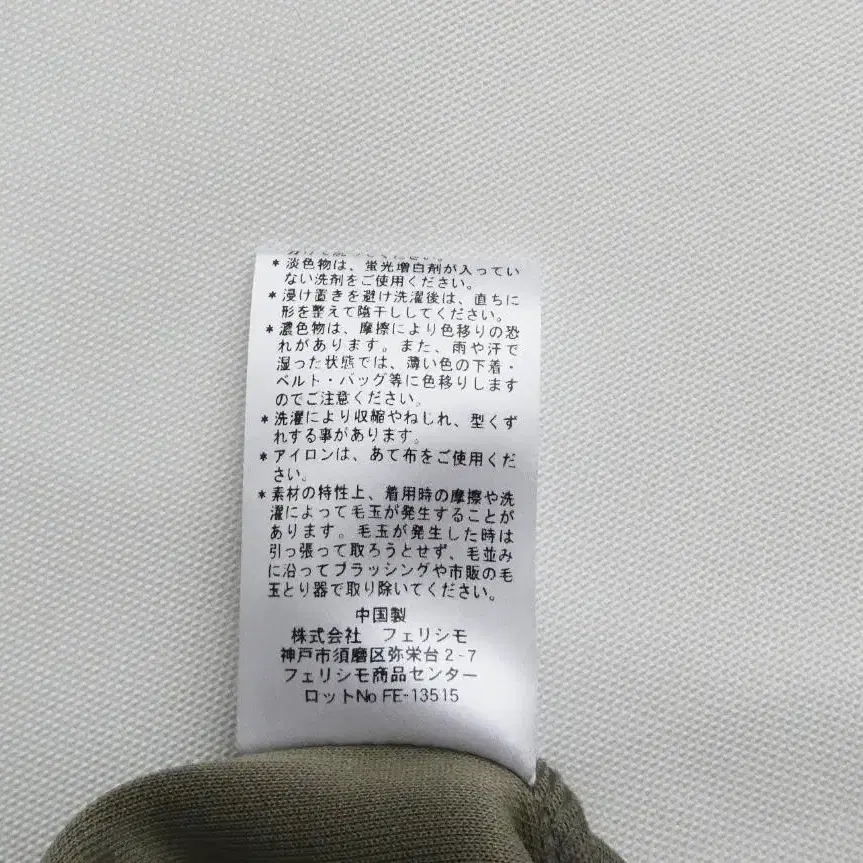 てください。
＊淡色物は、蛍光増白剤が入ってい
ない洗剤をご使用ください。
＊浸け置きを避け洗濯後は、直ちに
形を整えて陰干ししてください。
＊濃色物は、摩擦により色移りの恐
れがあります。また、雨や汗で
湿った状態では、薄い色の下着・
ベルト・バッグ等に色移りします
のでご注意ください。
＊洗濯により収縮やねじれ、型くず
れする事があります。
＊アイロンは、あて布をご使用くだ
さい。
＊素材の特性上、着用時の摩擦や洗
濯によって毛玉が発生することが
あります。毛玉が発生した時は
引っ張って取ろうとせず、毛並み
に沿ってブラッシングや市販の毛
玉とり器で取り除いてください。
中国製
株式会社　フェリシモ
神戸市須磨区弥栄台2-7
フェリシモ商品センター
ロットNo FE-13515